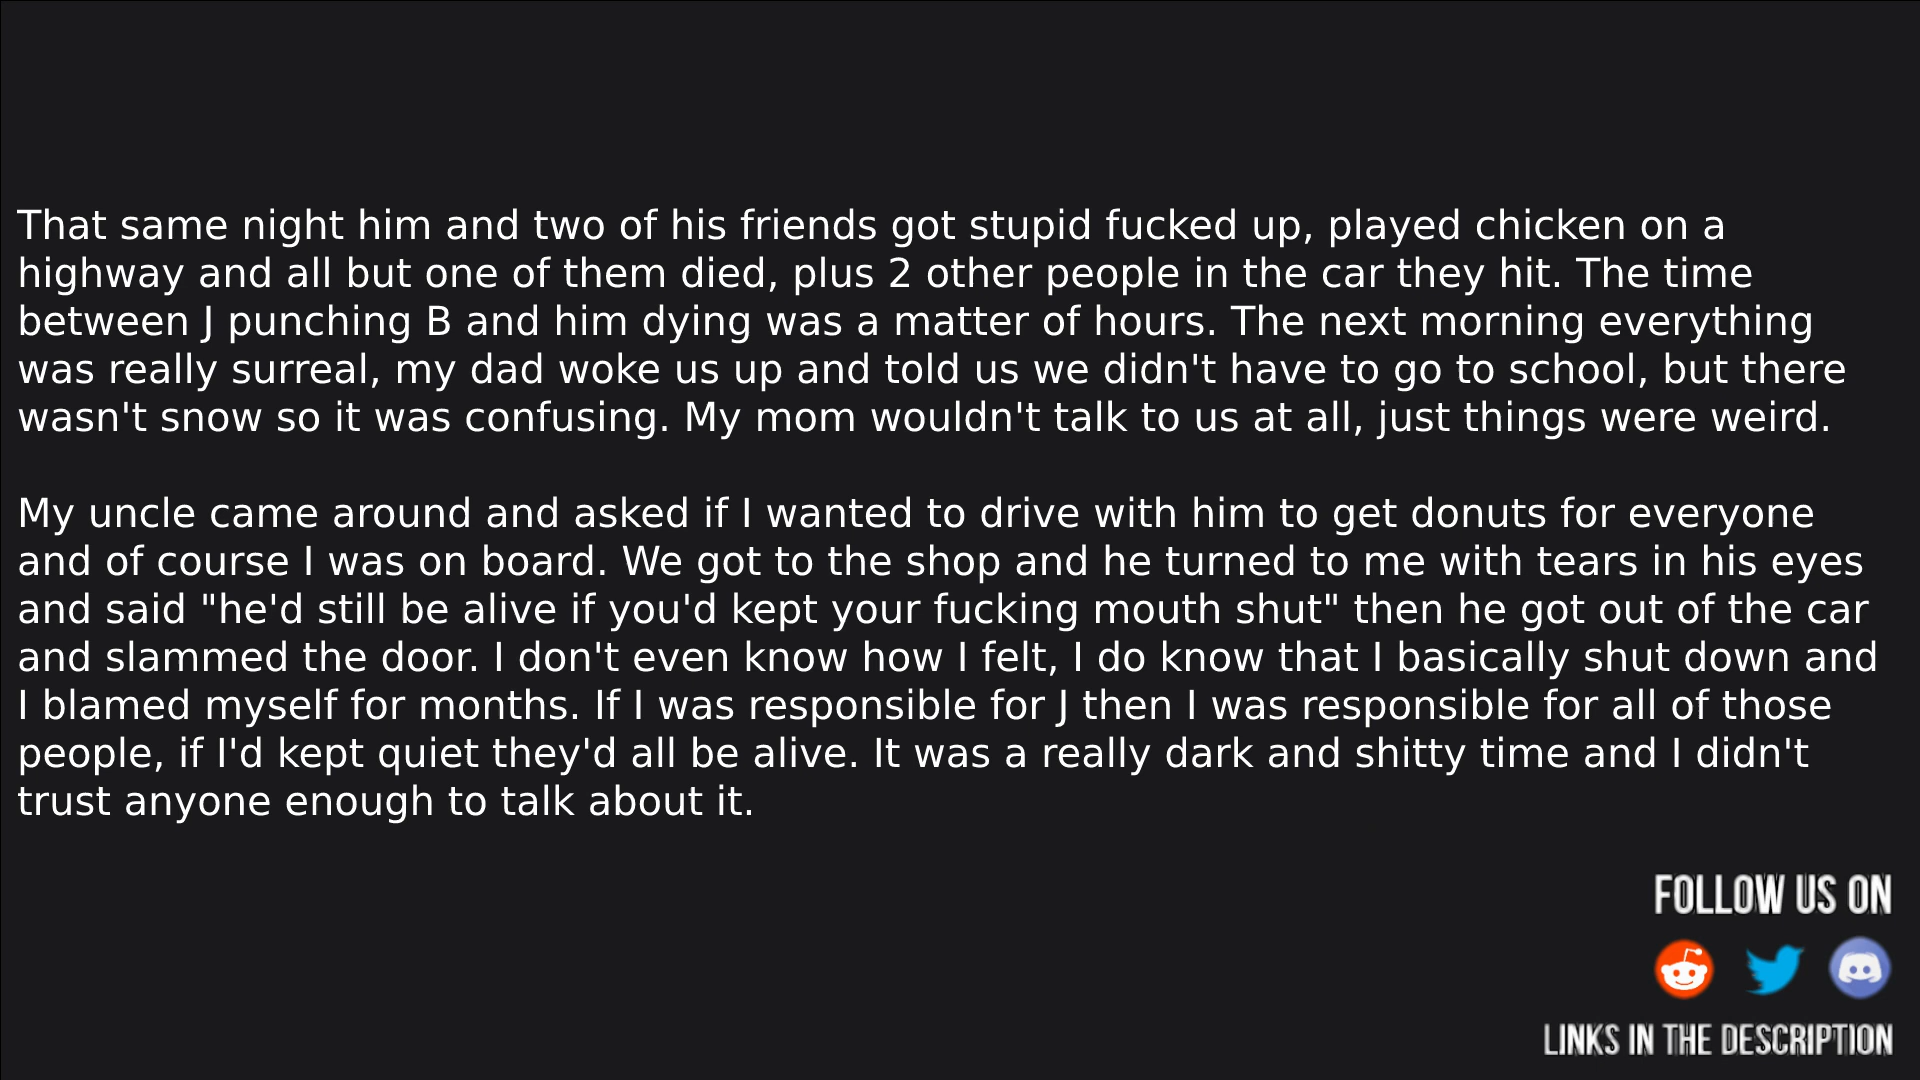 That same night him and two of his friends got stupid fucked up, played chicken on a
highway and all but one of them died, plus 2 other people in the car they hit. The time
between J punching B and him dying was a matter of hours. The next morning everything
was really surreal, my dad woke us up and told us we didn't have to go to school, but there
wasn't snow so it was confusing. My mom wouldn't talk to us at all, just things were weird.
My uncle came around and asked if I wanted to drive with him to get donuts for everyone
and of course I was on board. We got to the shop and he turned to me with tears in his eyes
and said "he'd still be alive if you'd kept your fucking mouth shut" then he got out of the car
and slammed the door. I don't even know how I felt, I do know that I basically shut down and
I blamed myself for months. If I was responsible for J then I was responsible for all of those
people, if I'd kept quiet they'd all be alive. It was a really dark and shitty time and I didn't
trust anyone enough to talk about it.
FOLLOW US ON
LINKS IN THE DESCRIPTION